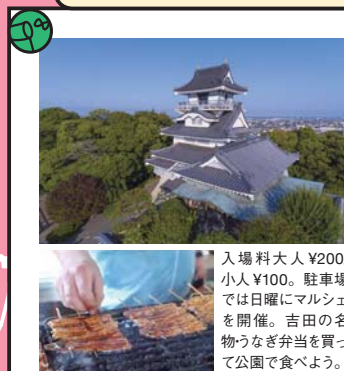 入場料大人¥200、
小人¥100。駐車場
では日曜にマルシェ
を開催。吉田の名
物・うなぎ弁当を買っ
て公園で食べよう。